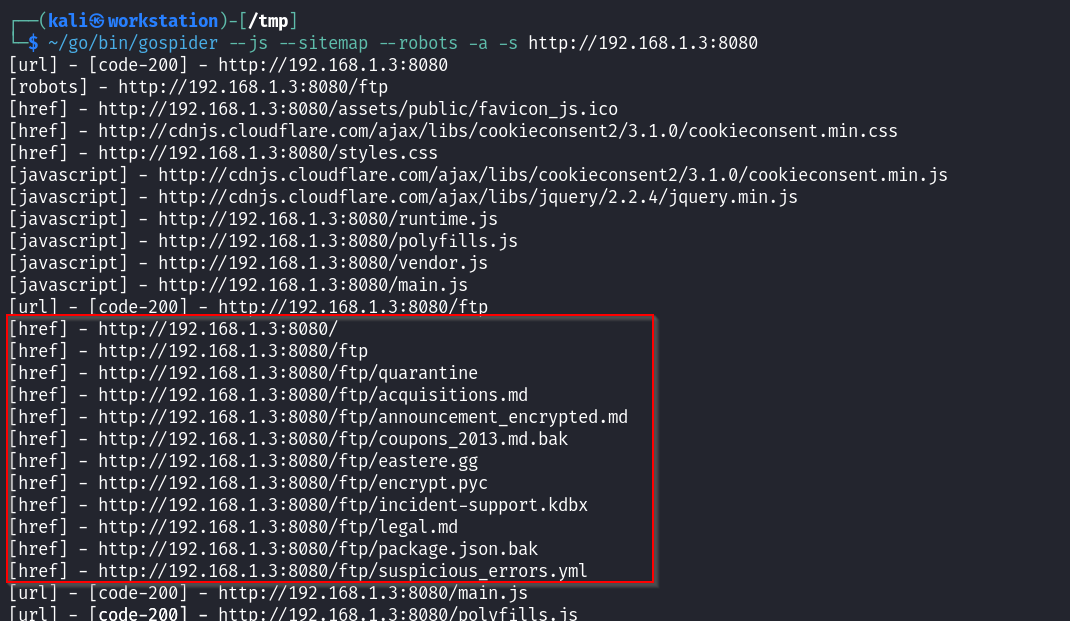 ┌──(kali㉿workstation)-[/tmp]
└─$ ~/go/bin/gospider --js --sitemap --robots -a -s http://192.168.1.3:8080
[url] - [code-200] - http://192.168.1.3:8080
[robots] - http://192.168.1.3:8080/ftp
[href] - http://192.168.1.3:8080/assets/public/favicon_js.ico
[href] - http://cdnjs.cloudflare.com/ajax/libs/cookieconsent2/3.1.0/cookieconsent.min.css
[href] - http://192.168.1.3:8080/styles.css
[javascript] - http://cdnjs.cloudflare.com/ajax/libs/cookieconsent2/3.1.0/cookieconsent.min.js
[javascript] - http://cdnjs.cloudflare.com/ajax/libs/jquery/2.2.4/jquery.min.js
[javascript] - http://192.168.1.3:8080/runtime.js
[javascript] - http://192.168.1.3:8080/polyfills.js
[javascript] - http://192.168.1.3:8080/vendor.js
[javascript] - http://192.168.1.3:8080/main.js
[url] - [code-200] - http://192.168.1.3:8080/ftp
[href] - http://192.168.1.3:8080/
[href] - http://192.168.1.3:8080/ftp
[href] - http://192.168.1.3:8080/ftp/quarantine
[href] - http://192.168.1.3:8080/ftp/acquisitions.md
[href] - http://192.168.1.3:8080/ftp/announcement_encrypted.md
[href] - http://192.168.1.3:8080/ftp/coupons_2013.md.bak
[href] - http://192.168.1.3:8080/ftp/eastere.gg
[href] - http://192.168.1.3:8080/ftp/encrypt.pyc
[href] - http://192.168.1.3:8080/ftp/incident-support.kdbx
[href] - http://192.168.1.3:8080/ftp/legal.md
[href] - http://192.168.1.3:8080/ftp/package.json.bak
[href] - http://192.168.1.3:8080/ftp/suspicious_errors.yml
[url] - [code-200] - http://192.168.1.3:8080/main.js
[url] - [code-200] - http://192.168.1.3:8080/polyfills.js